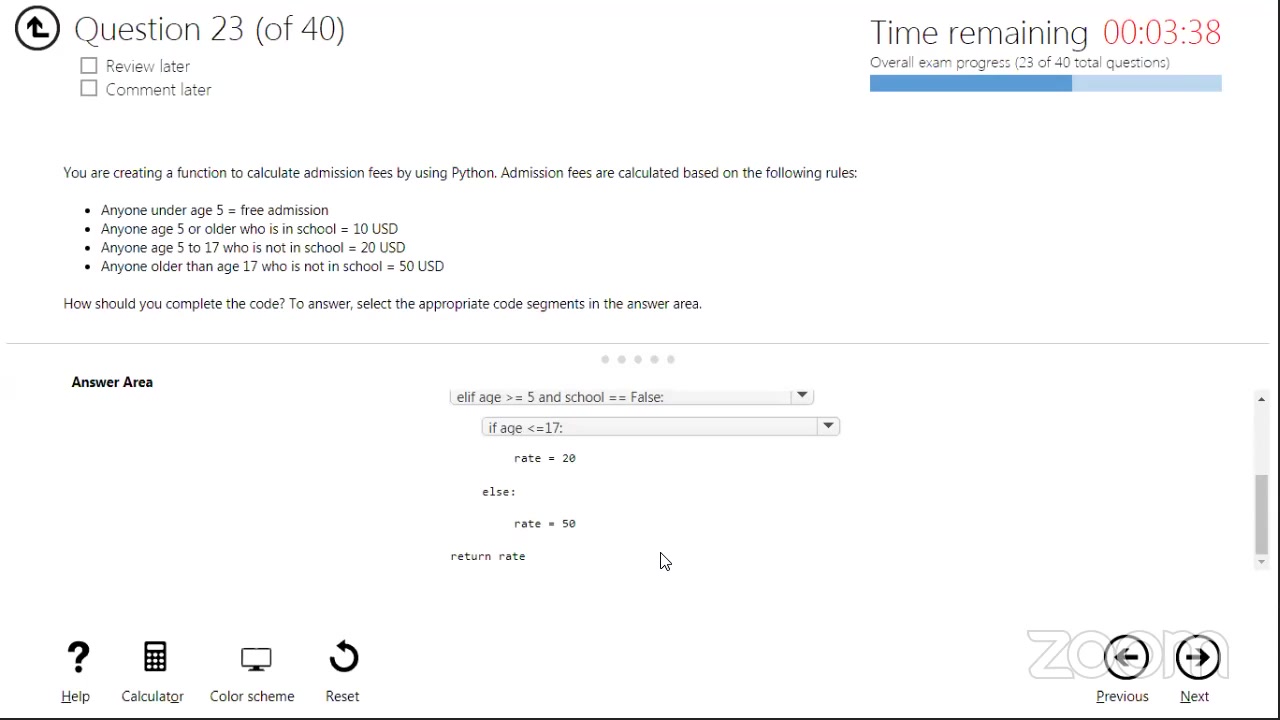 Question 23 (of 40)
Time remaining 00:03:38
Review later
Overall exam progress (23 of 40 total questions)
Comment later
You are creating a function to calculate admission fees by using Python. Admission fees are calculated based on the following rules:
• Anyone under age 5 = free admission
• Anyone age 5 or older who is in school = 10 USD
• Anyone age 5 to 17 who is not in school = 20 USD
• Anyone older than age 17 who is not in school = 50 USD
How should you complete the code? To answer, select the appropriate code segments in the answer area.
Answer Area
elif age >= 5 and school == False:
if age <=17:
rate = 20
else:
rate = 50
return rate
zoom
Help
Calculator
Color scheme
Reset
Previous
Next